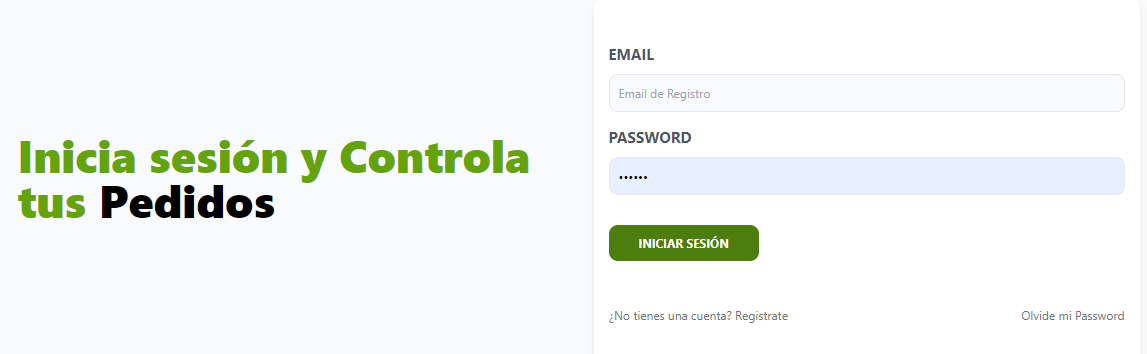 Inicia sesión y Controla
tus Pedidos
EMAIL
Email de Registro
PASSWORD
••••••
INICIAR SESIÓN
¿No tienes una cuenta? Registrate
Olvide mi Password